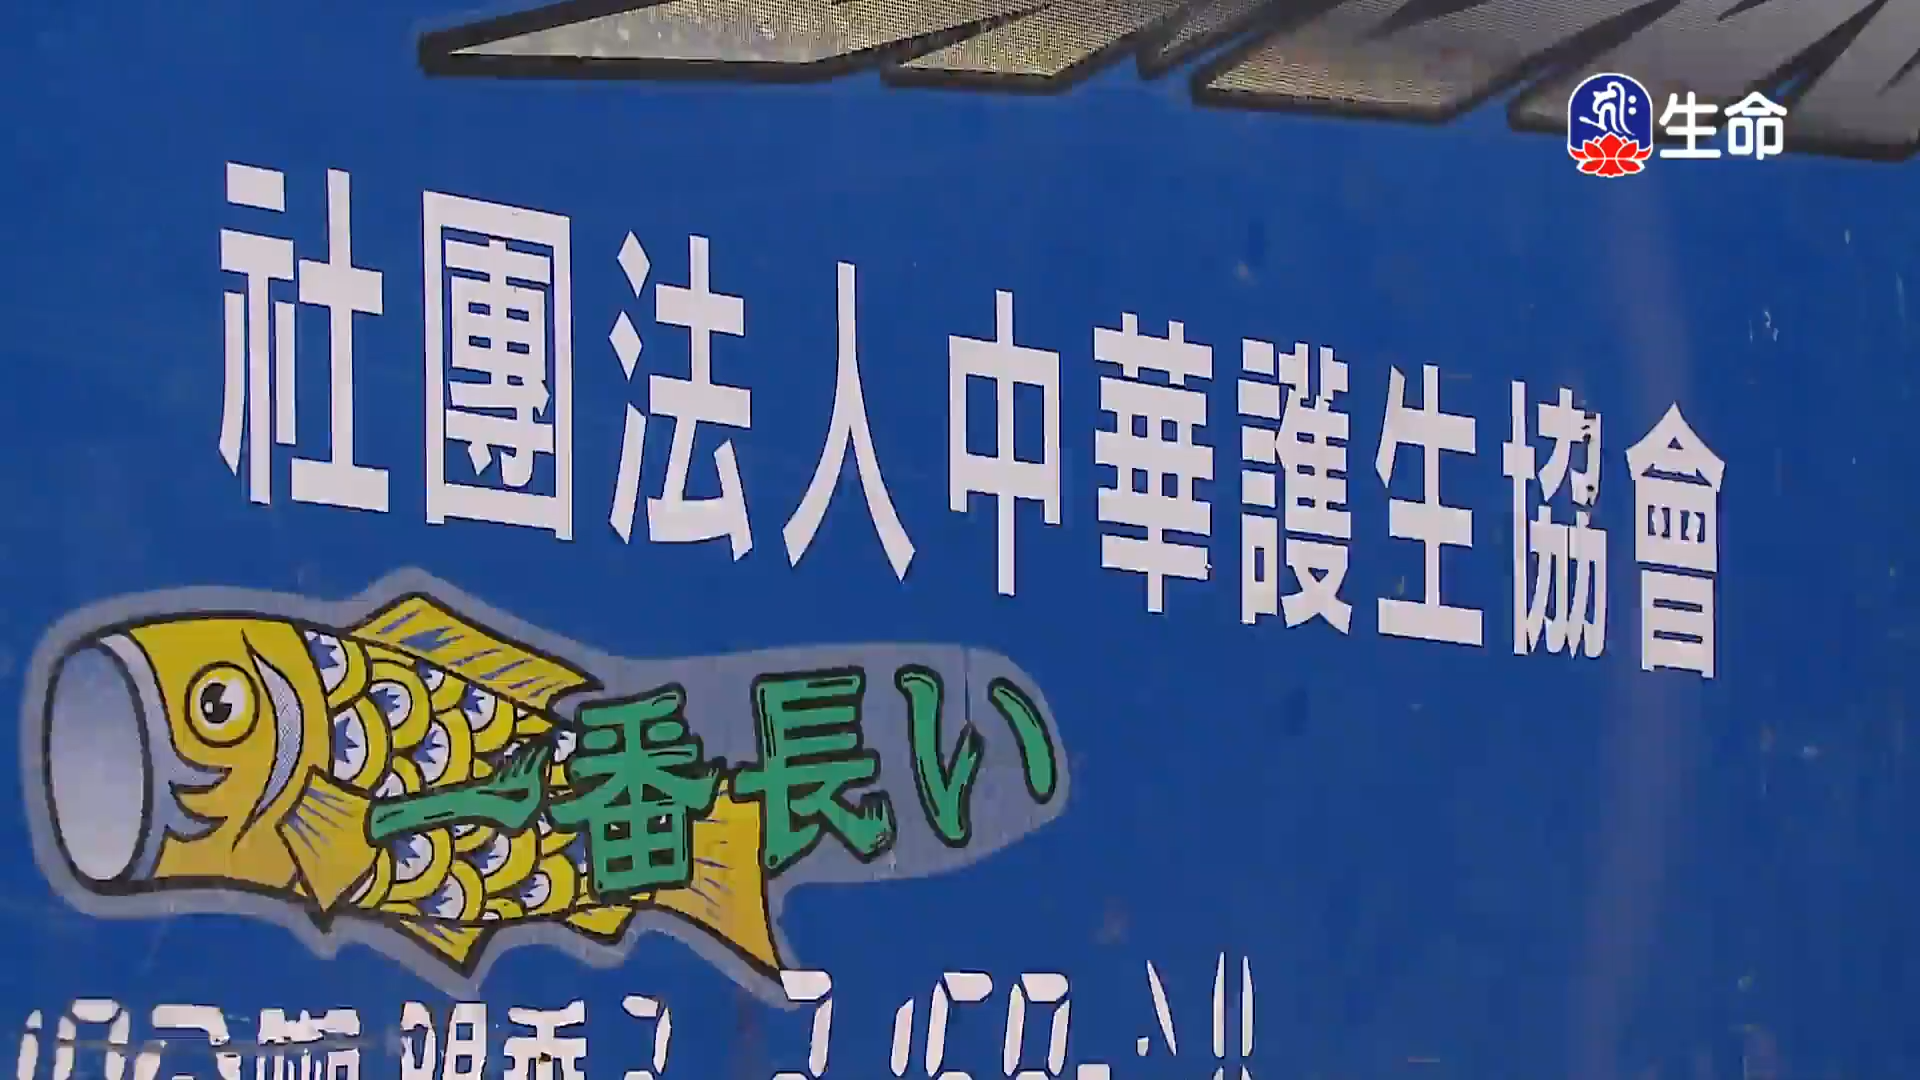 生命
社團法人中華護生協會
一番長い